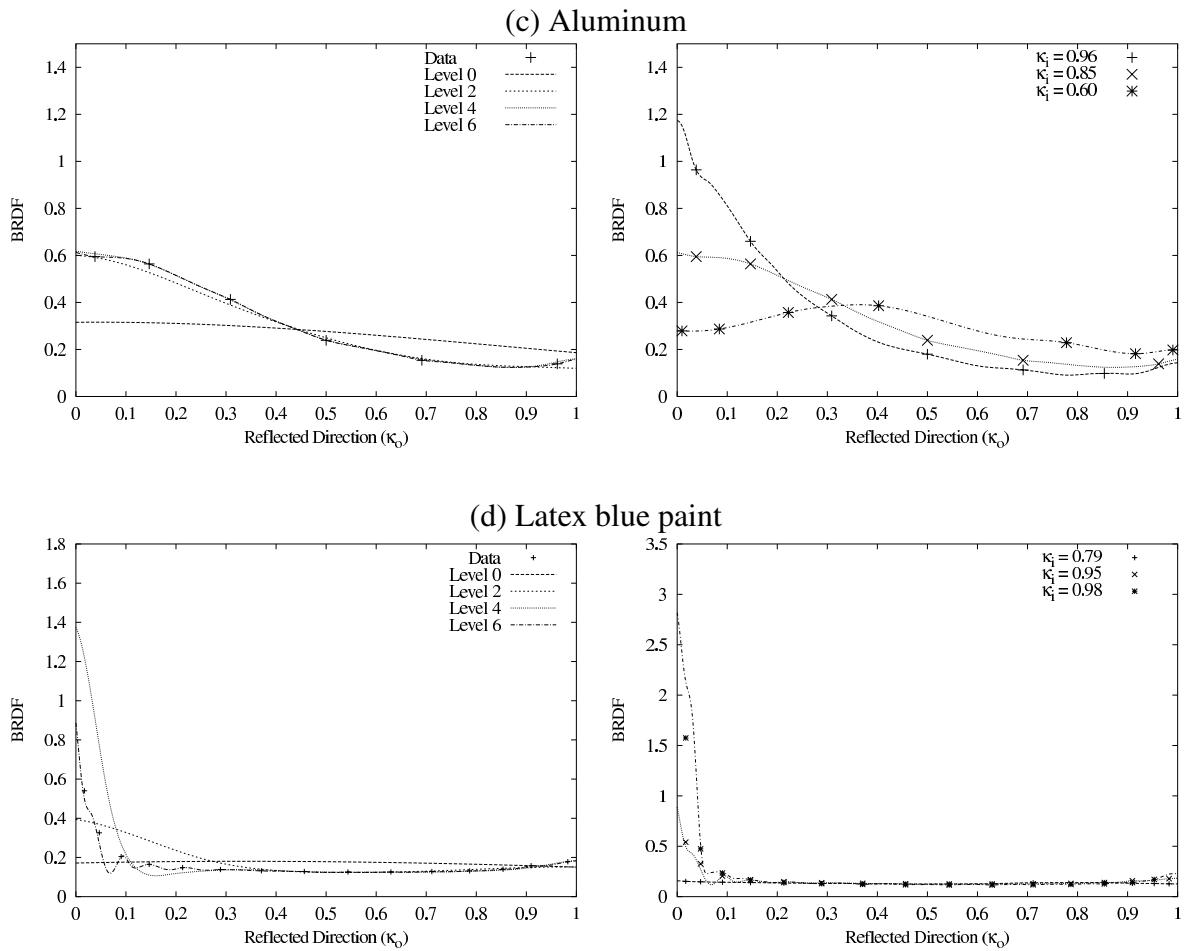 (c) Aluminum
1.4
1.2
1
0.8
0.6
0.4
0.2
0
BRDF
Data
Level 0
Level 2
Level 4
Level 6
0 0.1 0.2 0.3 0.4 0.5 0.6 0.7 0.8 0.9 1
Reflected Direction (κo)
1.4
1.2
1
0.8
0.6
0.4
0.2
0
BRDF
κi = 0.96
κi = 0.85
κi = 0.60
0 0.1 0.2 0.3 0.4 0.5 0.6 0.7 0.8 0.9 1
Reflected Direction (κo)
(d) Latex blue paint
1.8
1.6
1.4
1.2
1
0.8
0.6
0.4
0.2
0
BRDF
Data
Level 0
Level 2
Level 4
Level 6
0 0.1 0.2 0.3 0.4 0.5 0.6 0.7 0.8 0.9 1
Reflected Direction (κo)
3.5
3
2.5
2
1.5
1
0.5
0
BRDF
κi = 0.79
κi = 0.95
κi = 0.98
0 0.1 0.2 0.3 0.4 0.5 0.6 0.7 0.8 0.9 1
Reflected Direction (κo)